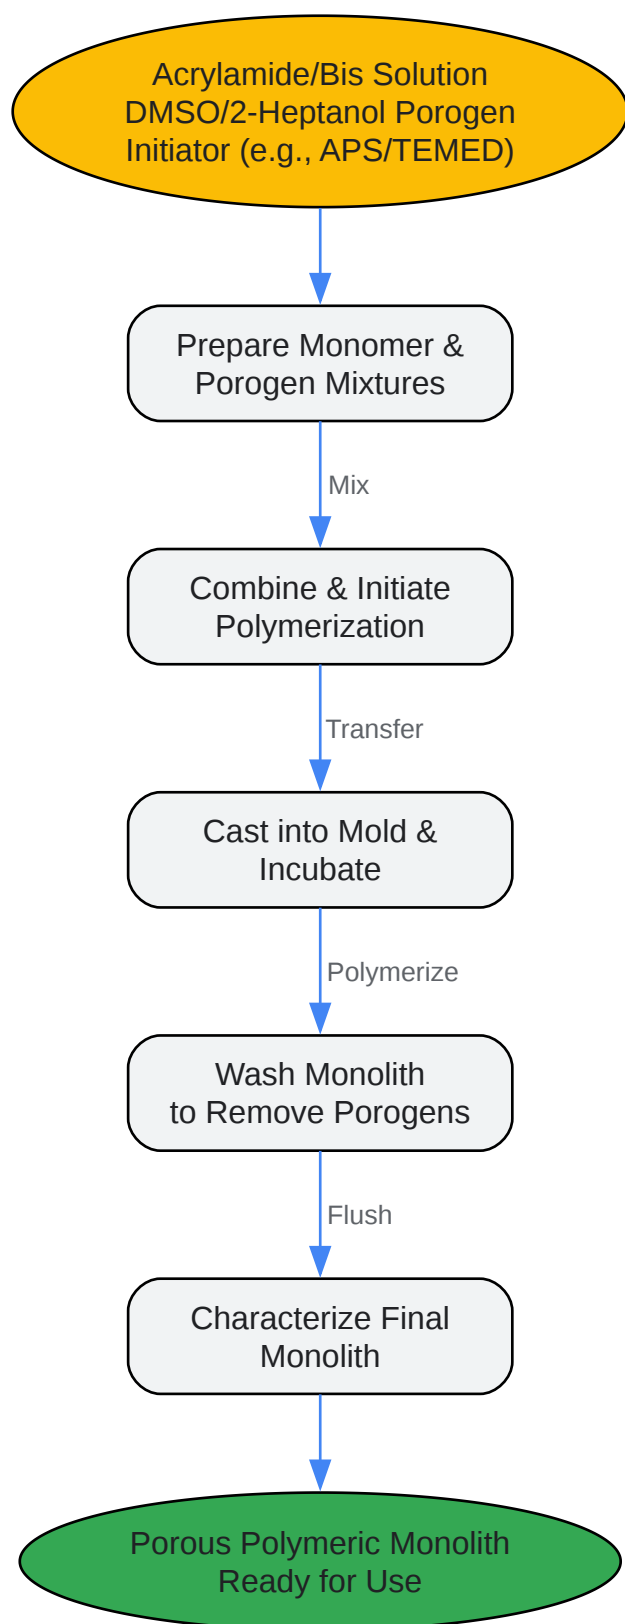 Acrylamide/Bis Solution
DMSO/2-Heptanol Porogen
Initiator (e.g., APS/TEMED)
Prepare Monomer &
Porogen Mixtures
Mix
Combine & Initiate
Polymerization
Transfer
Cast into Mold &
Incubate
Polymerize
Wash Monolith
to Remove Porogens
Flush
Characterize Final
Monolith
Porous Polymeric Monolith
Ready for Use